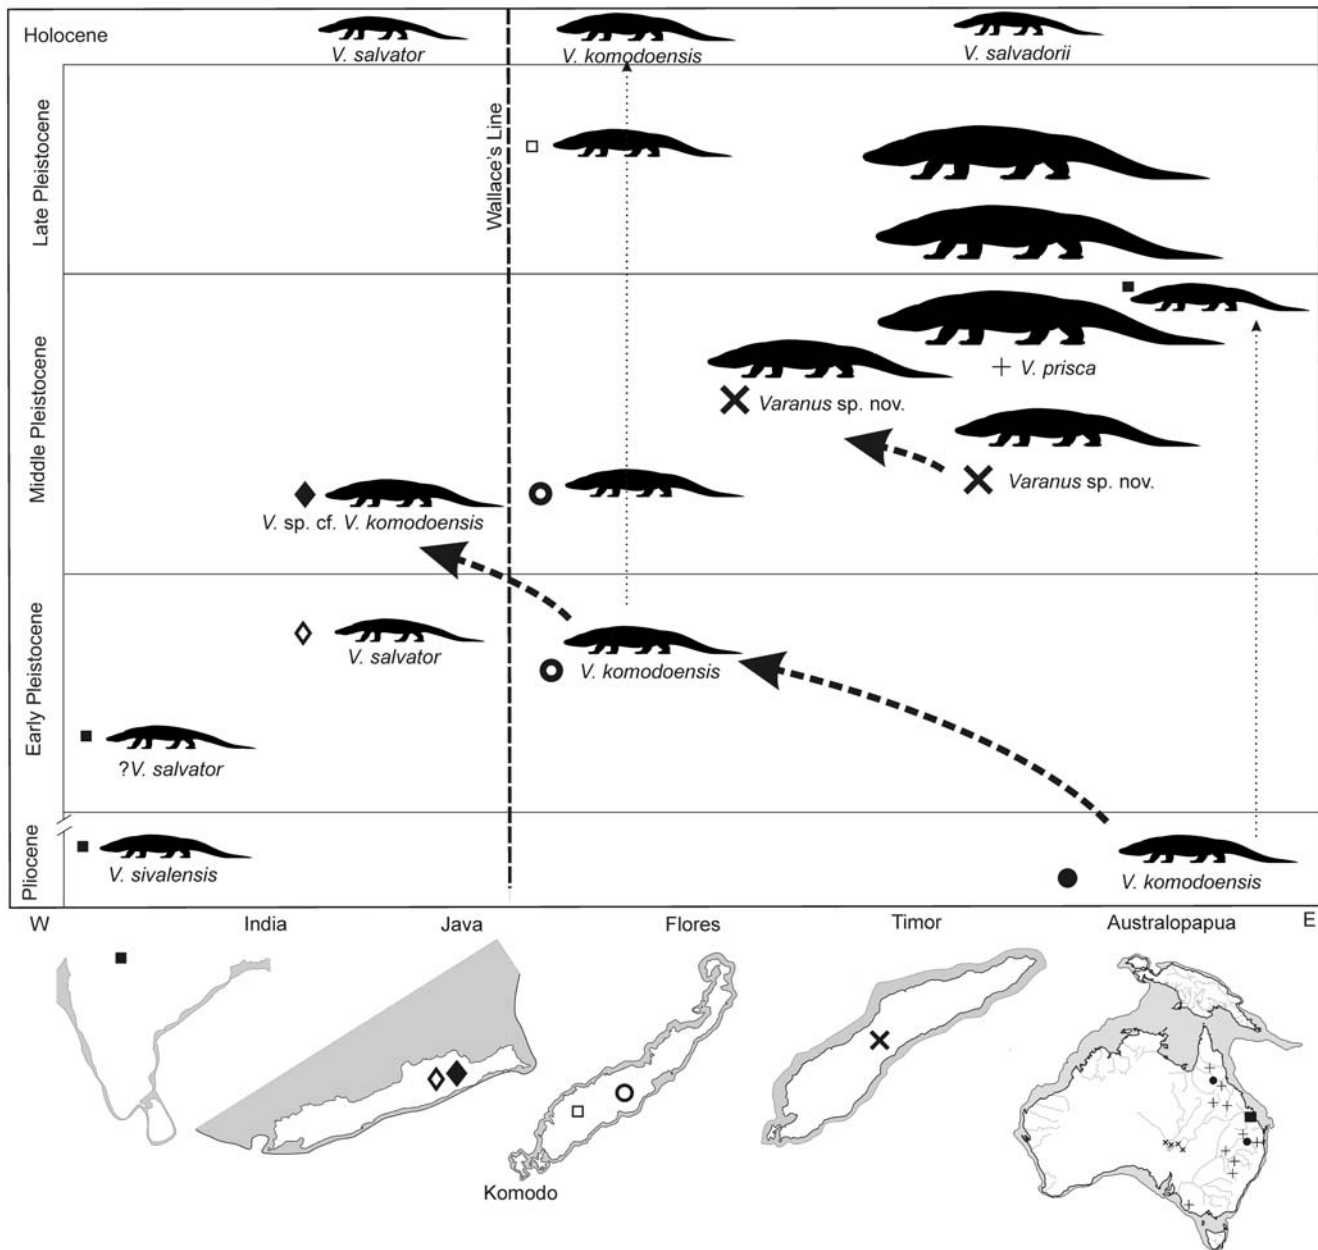 Holocene
V. salvator
V. komodoensis
V. salvadorii
Late Pleistocene
Wallace's Line
Middle Pleistocene
V. prisca
Varanus sp. nov.
Varanus sp. nov.
V. sp. cf. V. komodoensis
Early Pleistocene
V. salvator
V. komodoensis
?V. salvator
Pliocene
V. sivalensis
V. komodoensis
W India Java Flores Timor Australopapua E
Komodo